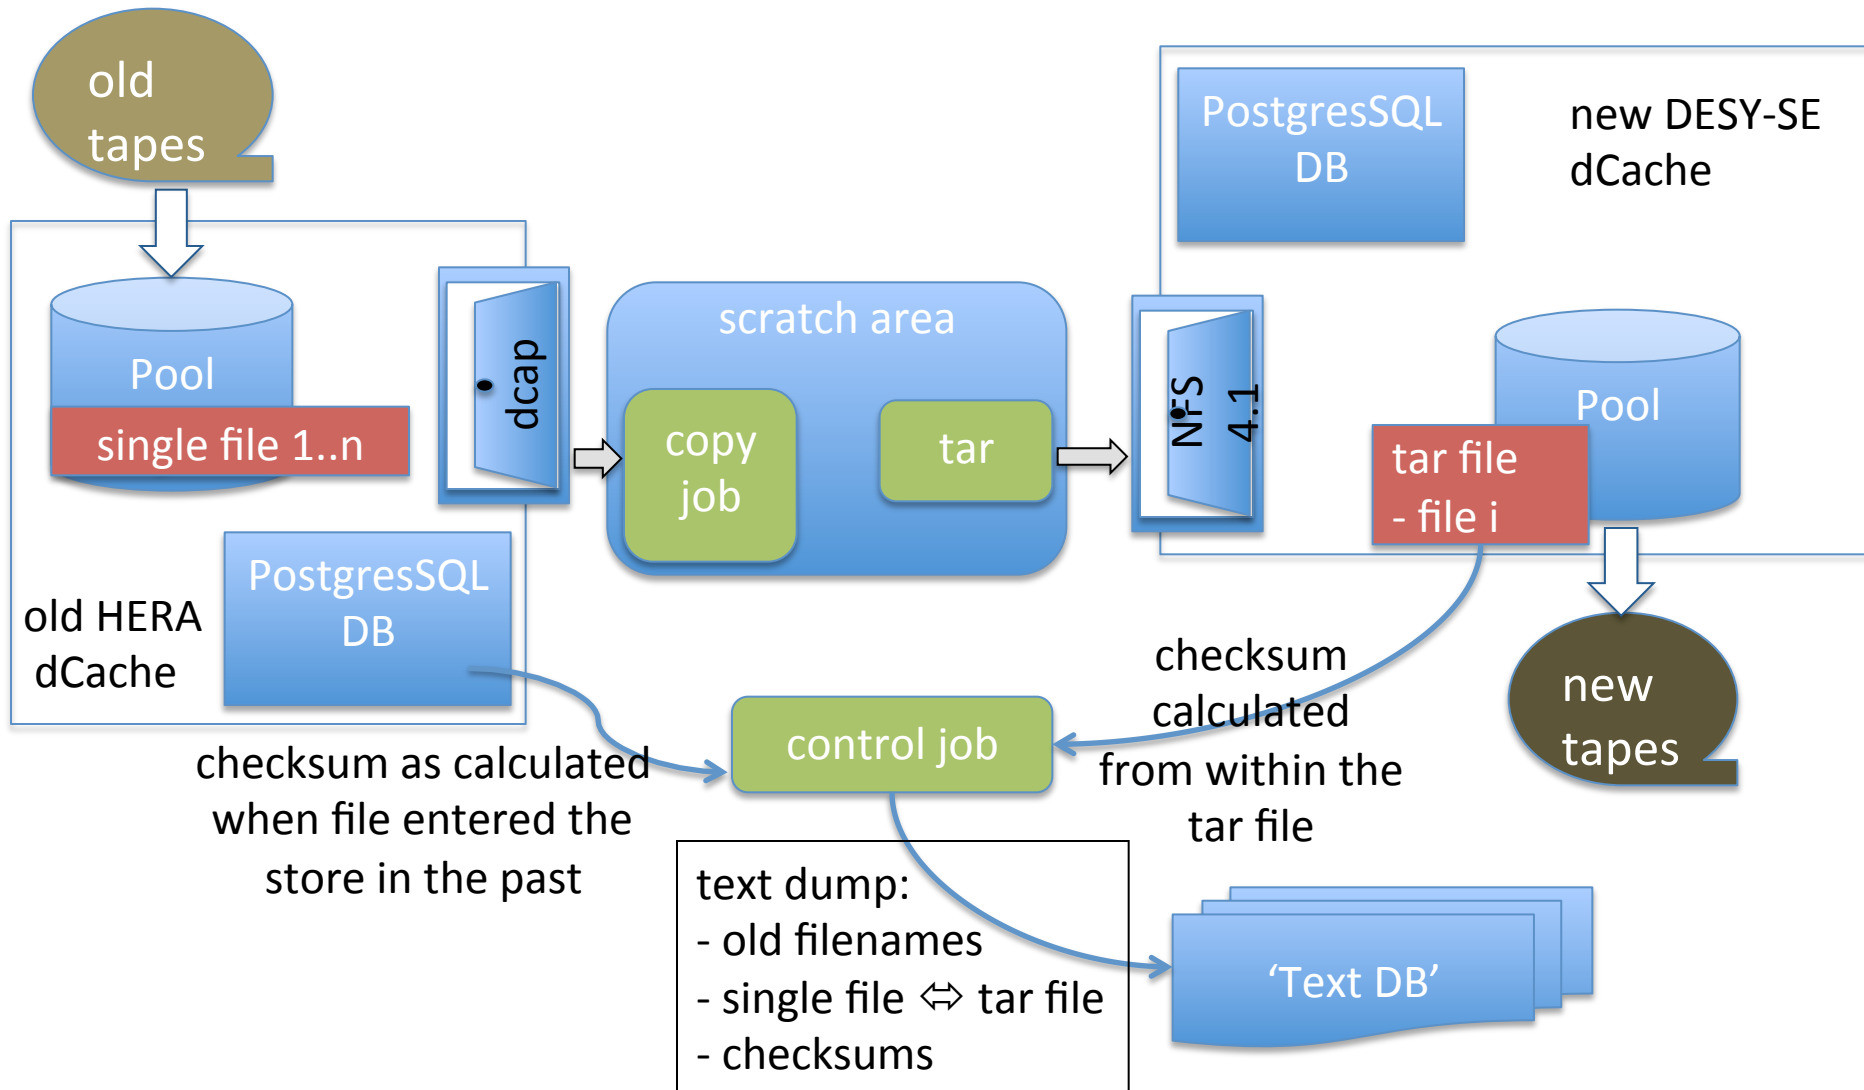 old
tapes
PostgresSQL
DB
new DESY-SE
dCache
Pool
single file 1..n
dcap
scratch area
copy
job
tar
NFS
4.1
Pool
tar file
- file i
PostgresSQL
DB
old HERA
dCache
checksum as calculated
when file entered the
store in the past
control job
checksum
calculated
from within the
tar file
new
tapes
text dump:
- old filenames
- single file ⇔ tar file
- checksums
‘Text DB’